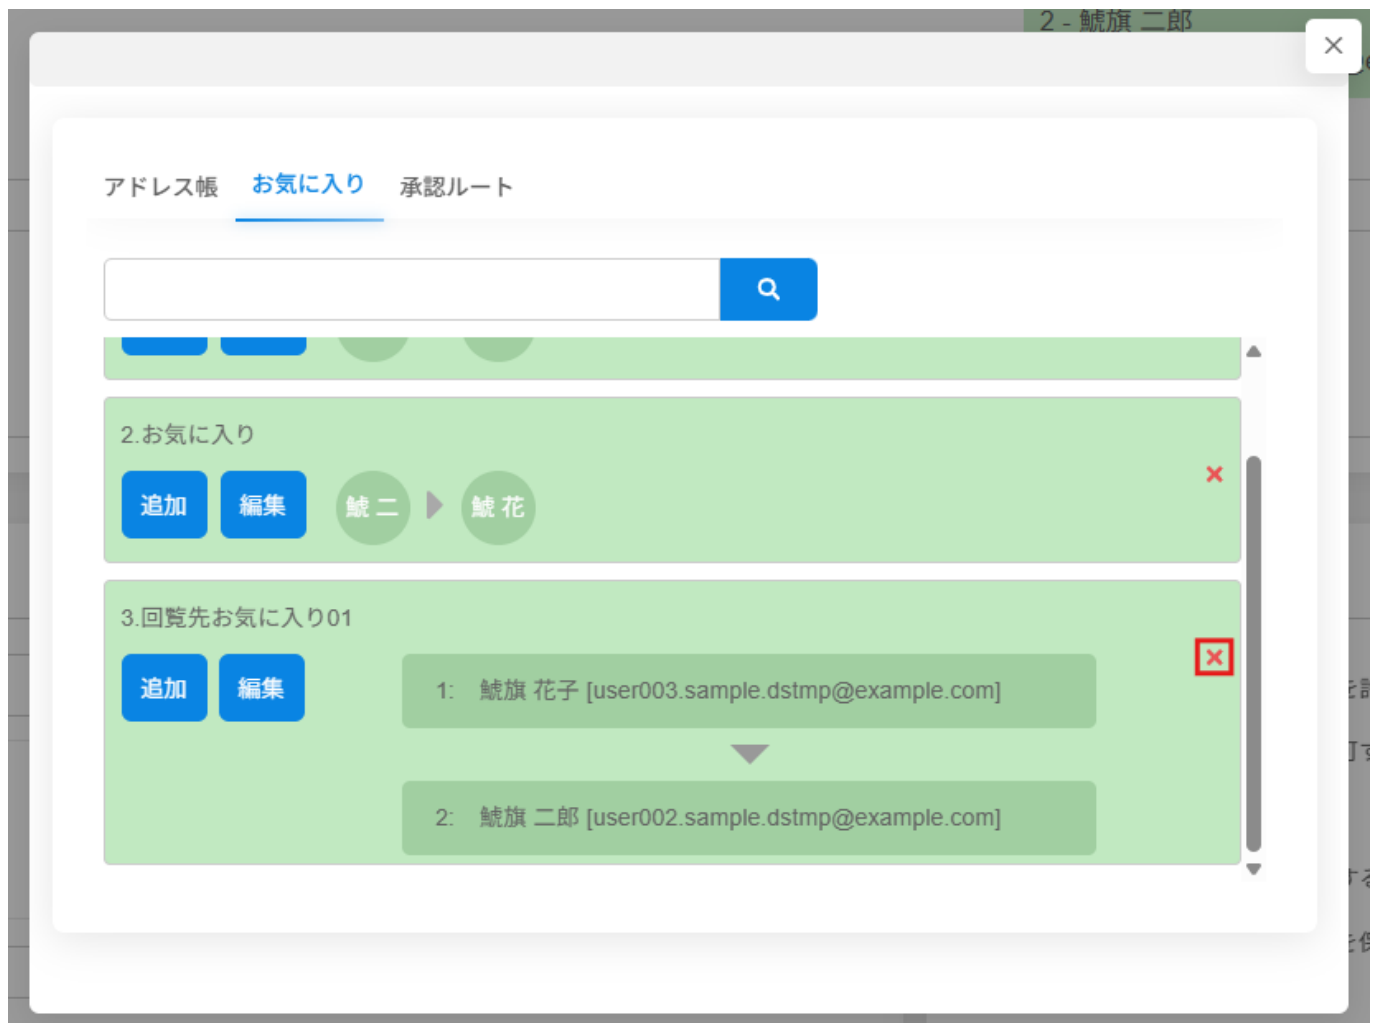 2 - 鯱旗 二郎
アドレス帳 お気に入り 承認ルート
2.お気に入り
追加 編集 鯱 二 鯱 花
3.回覧先お気に入り01
追加 編集 1: 鯱旗 花子 [user003.sample.dstmp@example.com]
2: 鯱旗 二郎 [user002.sample.dstmp@example.com]